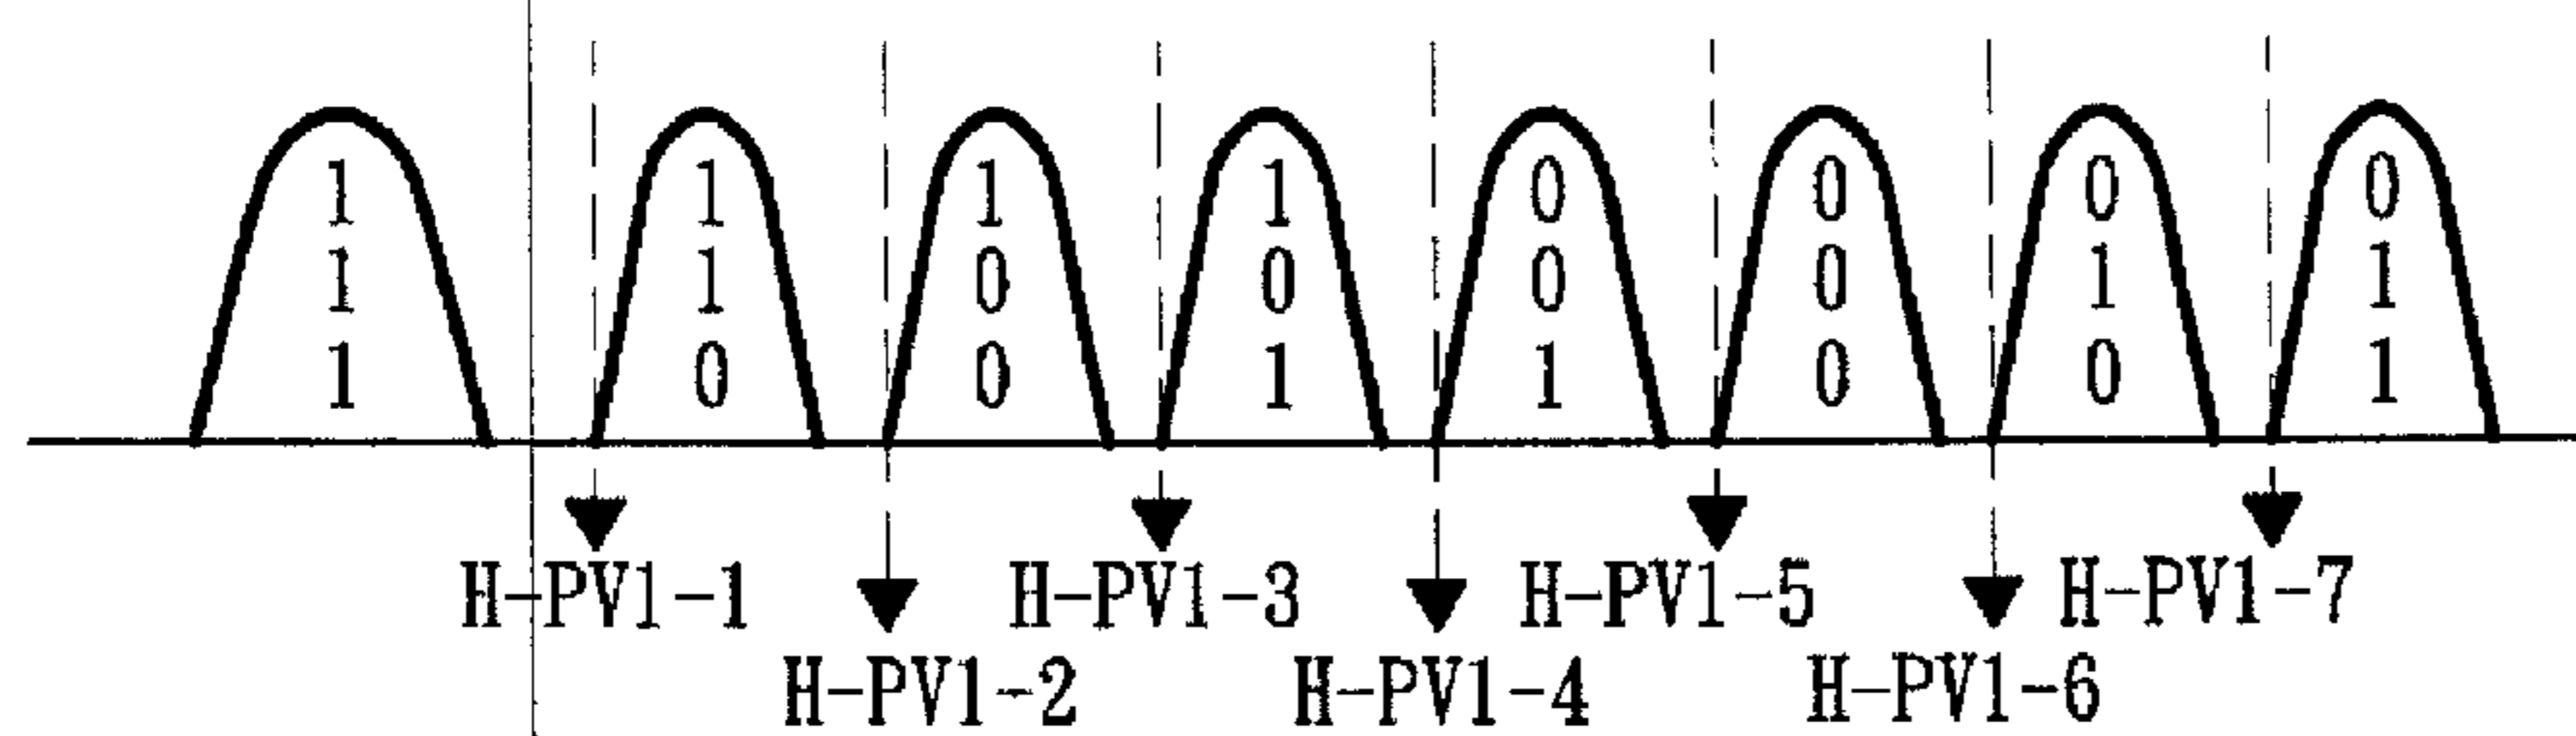 1 1 1 1 0 0 0 0
1 1 0 0 0 0 1 1
1 0 0 1 1 0 0 1
H-PV1-1 H-PV1-3 H-PV1-5 H-PV1-7
H-PV1-2 H-PV1-4 H-PV1-6